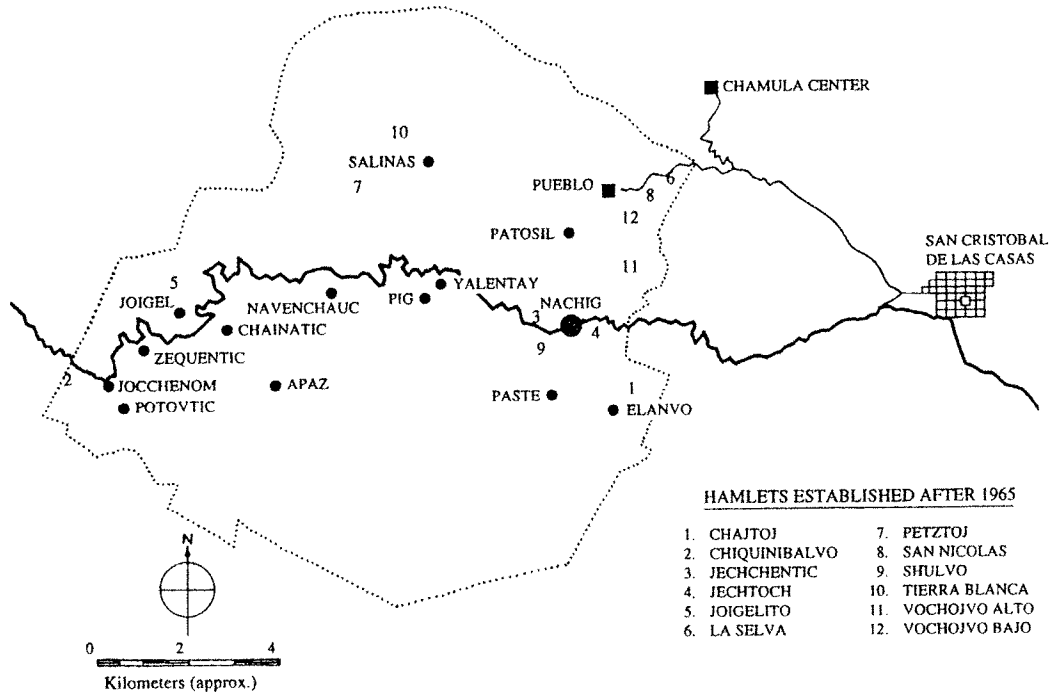 CHAMULA CENTER
10
SALINAS
7
6
PUEBLO
8
12
PATOSIL
SAN CRISTOBAL
DE LAS CASAS
11
5
YALENTAY
JOIGEL
NAVENCHAUC
PIG
NACHIG
3
4
CHAINATIC
9
ZEQUENTIC
2
JOCCHENOM
APAZ
PASTE
1
POTOVTIC
ELANVO
HAMLETS ESTABLISHED AFTER 1965
1. CHAJTOJ
2. CHIQUINIBALVO
3. JECHCHENTIC
4. JECHTOCH
5. JOIGELITO
6. LA SELVA
7. PETZTOJ
8. SAN NICOLAS
9. SHULVO
10. TIERRA BLANCA
11. VOCHOJVO ALTO
12. VOCHOJVO BAJO
N
0 2 4
Kilometers (approx.)